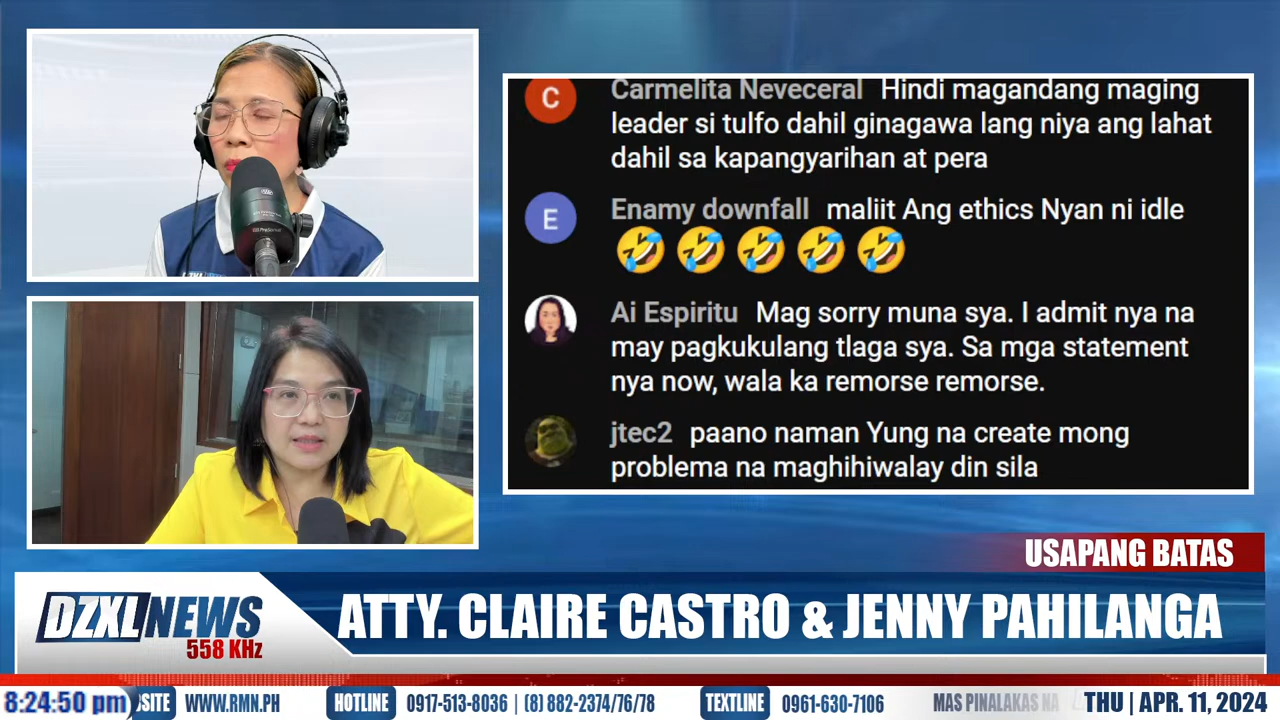 C
Carmelita Neveceral Hindi magandang maging
leader si tulfo dahil ginagawa lang niya ang lahat
dahil sa kapangyarihan at pera
E
Enamy downfall maliit Ang ethics Nyan ni idle
🤣 🤣 🤣 🤣 🤣
Ai Espiritu Mag sorry muna sya. I admit nya na
may pagkukulang tlaga sya. Sa mga statement
nya now, wala ka remorse remorse.
jtec2 paano naman Yung na create mong
problema na maghihiwalay din sila
USAPANG BATAS
DZXL NEWS
558 KHz
ATTY. CLAIRE CASTRO & JENNY PAHILANGA
8:24:50 pm SITE WWW.RMN.PH HOTLINE 0917-513-8036 | (8) 882-2374/76/78 TEXTLINE 0961-630-7106 MAS PINALAKAS NA THU | APR. 11, 2024